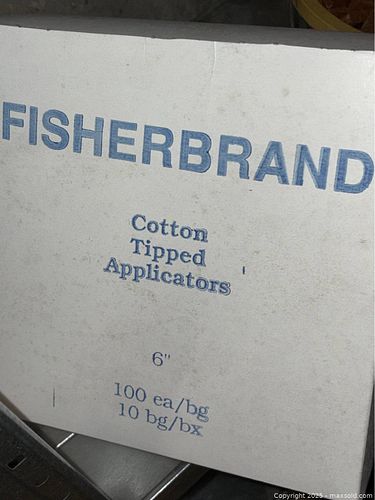 FISHERBRAND
Cotton
Tipped
Applicators
6"
100 ea/bg
10 bg/bx
Copyright 2025 - maxsold.com